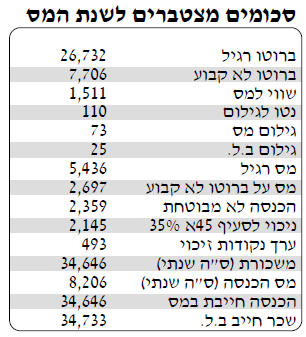 סכומים מצטברים לשנת המס
ברוטו רגיל 26,732
ברוטו לא קבוע 7,706
שווי למס 1,511
נטו לגילום 110
גילום מס 73
גילום ב.ל. 25
מס רגיל 5,436
מס על ברוטו לא קבוע 2,697
הכנסה לא מבוטחת 2,359
ניכוי לסעיף 45א 35% 2,145
ערך נקודות זיכוי 493
משכורת (ס״ה שנתי) 34,646
מס הכנסה (ס״ה שנתי) 8,206
הכנסה חייבת במס 34,646
שכר חייב ב.ל. 34,733